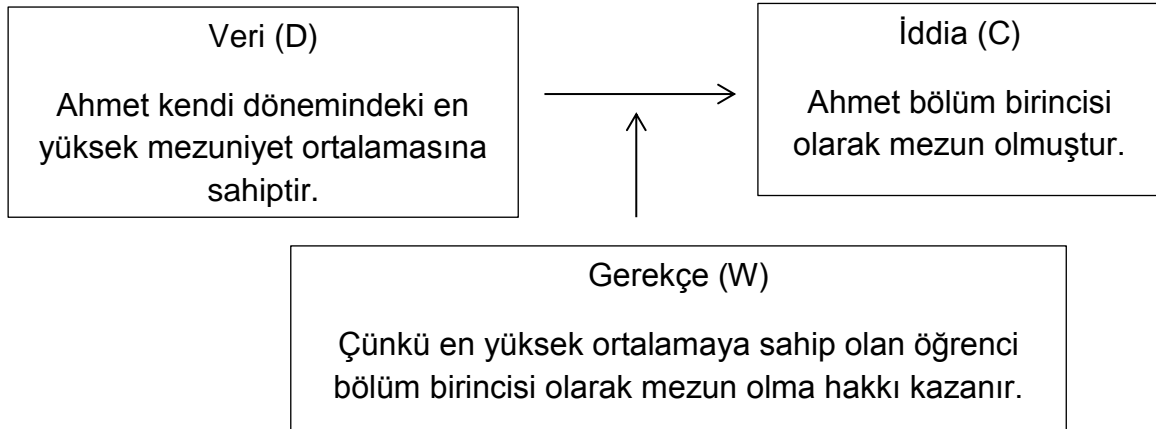 Veri (D)
Ahmet kendi dönemindeki en
yüksek mezuniyet ortalamasına
sahiptir.
İddia (C)
Ahmet bölüm birincisi
olarak mezun olmuştur.
Gerekçe (W)
Çünkü en yüksek ortalamaya sahip olan öğrenci
bölüm birincisi olarak mezun olma hakkı kazanır.